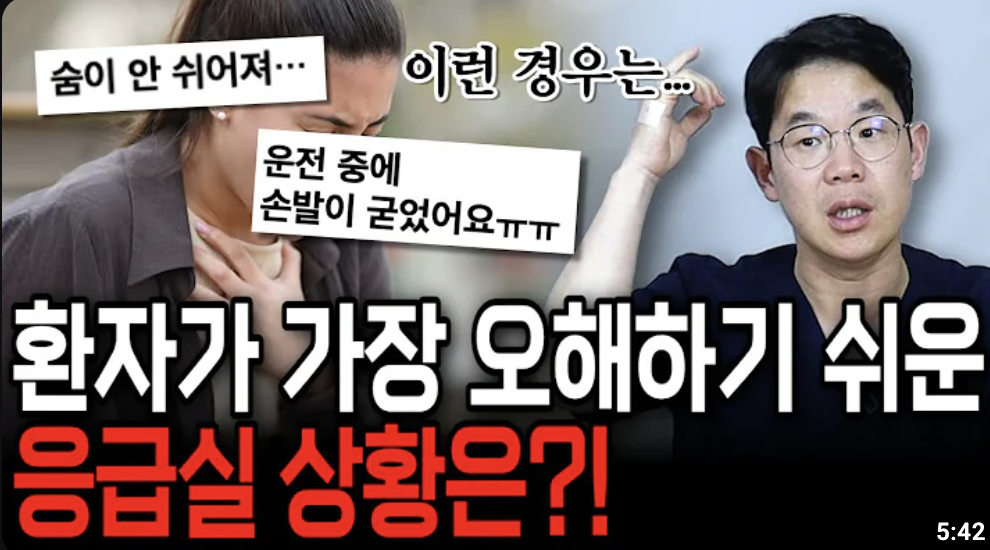 숨이 안 쉬어져...
이런 경우는...
운전 중에
손발이 굳었어요ㅠㅠ
환자가 가장 오해하기 쉬운
응급실 상황은?!
5:42